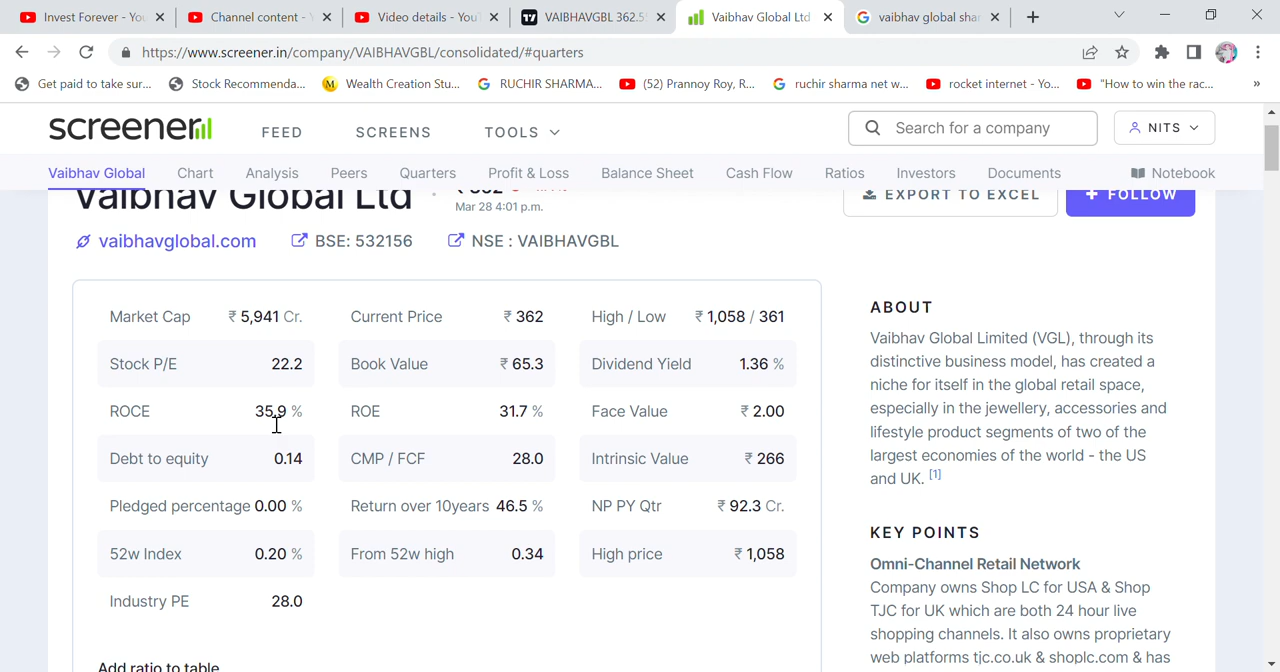 Invest Forever - You
Channel content -
Video details - You
VAIBHAVGBL 362.5
Vaibhav Global Ltd
vaibhav global shar
https://www.screener.in/company/VAIBHAVGBL/consolidated/#quarters
Get paid to take sur...
Stock Recommenda...
Wealth Creation Stu...
RUCHIR SHARMA...
(52) Prannoy Roy, R...
ruchir sharma net w...
rocket internet - Yo...
"How to win the rac...
»
screener
FEED
SCREENS
TOOLS
Search for a company
NITS
Vaibhav Global
Chart
Analysis
Peers
Quarters
Profit & Loss
Balance Sheet
Cash Flow
Ratios
Investors
Documents
Notebook
Vaibhav Global Ltd
Mar 28 4:01 p.m.
EXPORT TO EXCEL
+ FOLLOW
vaibhavglobal.com
BSE: 532156
NSE : VAIBHAVGBL
Market Cap ₹ 5,941 Cr.
Current Price ₹ 362
High / Low ₹ 1,058 / 361
Stock P/E 22.2
Book Value ₹ 65.3
Dividend Yield 1.36 %
ROCE 35.9 %
ROE 31.7 %
Face Value ₹ 2.00
Debt to equity 0.14
CMP / FCF 28.0
Intrinsic Value ₹ 266
Pledged percentage 0.00 %
Return over 10years 46.5 %
NP PY Qtr ₹ 92.3 Cr.
52w Index 0.20 %
From 52w high 0.34
High price ₹ 1,058
Industry PE 28.0
Add ratio to table
ABOUT
Vaibhav Global Limited (VGL), through its
distinctive business model, has created a
niche for itself in the global retail space,
especially in the jewellery, accessories and
lifestyle product segments of two of the
largest economies of the world - the US
and UK. [1]
KEY POINTS
Omni-Channel Retail Network
Company owns Shop LC for USA & Shop
TJC for UK which are both 24 hour live
shopping channels. It also owns proprietary
web platforms tjc.co.uk & shoplc.com & has